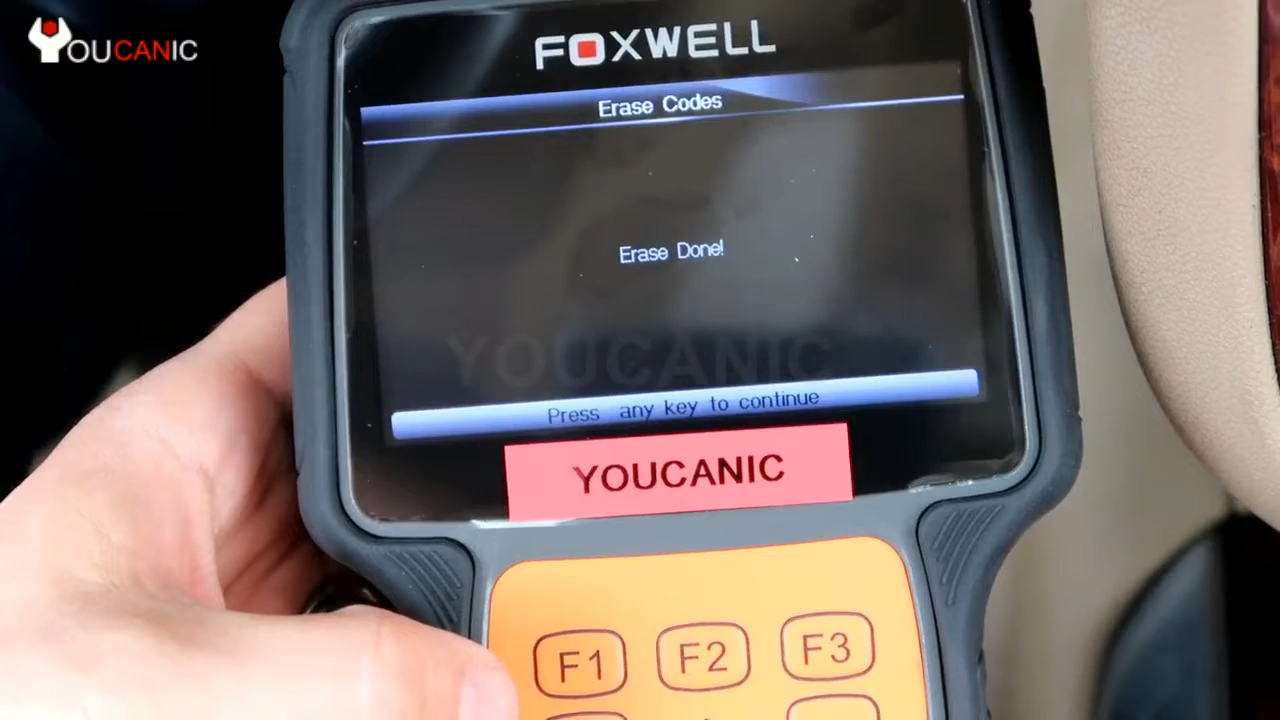 YOUCANIC
FOXWELL
Erase Codes
Erase Done!
YOUCANIC
Press any key to continue
YOUCANIC
F1 F2 F3